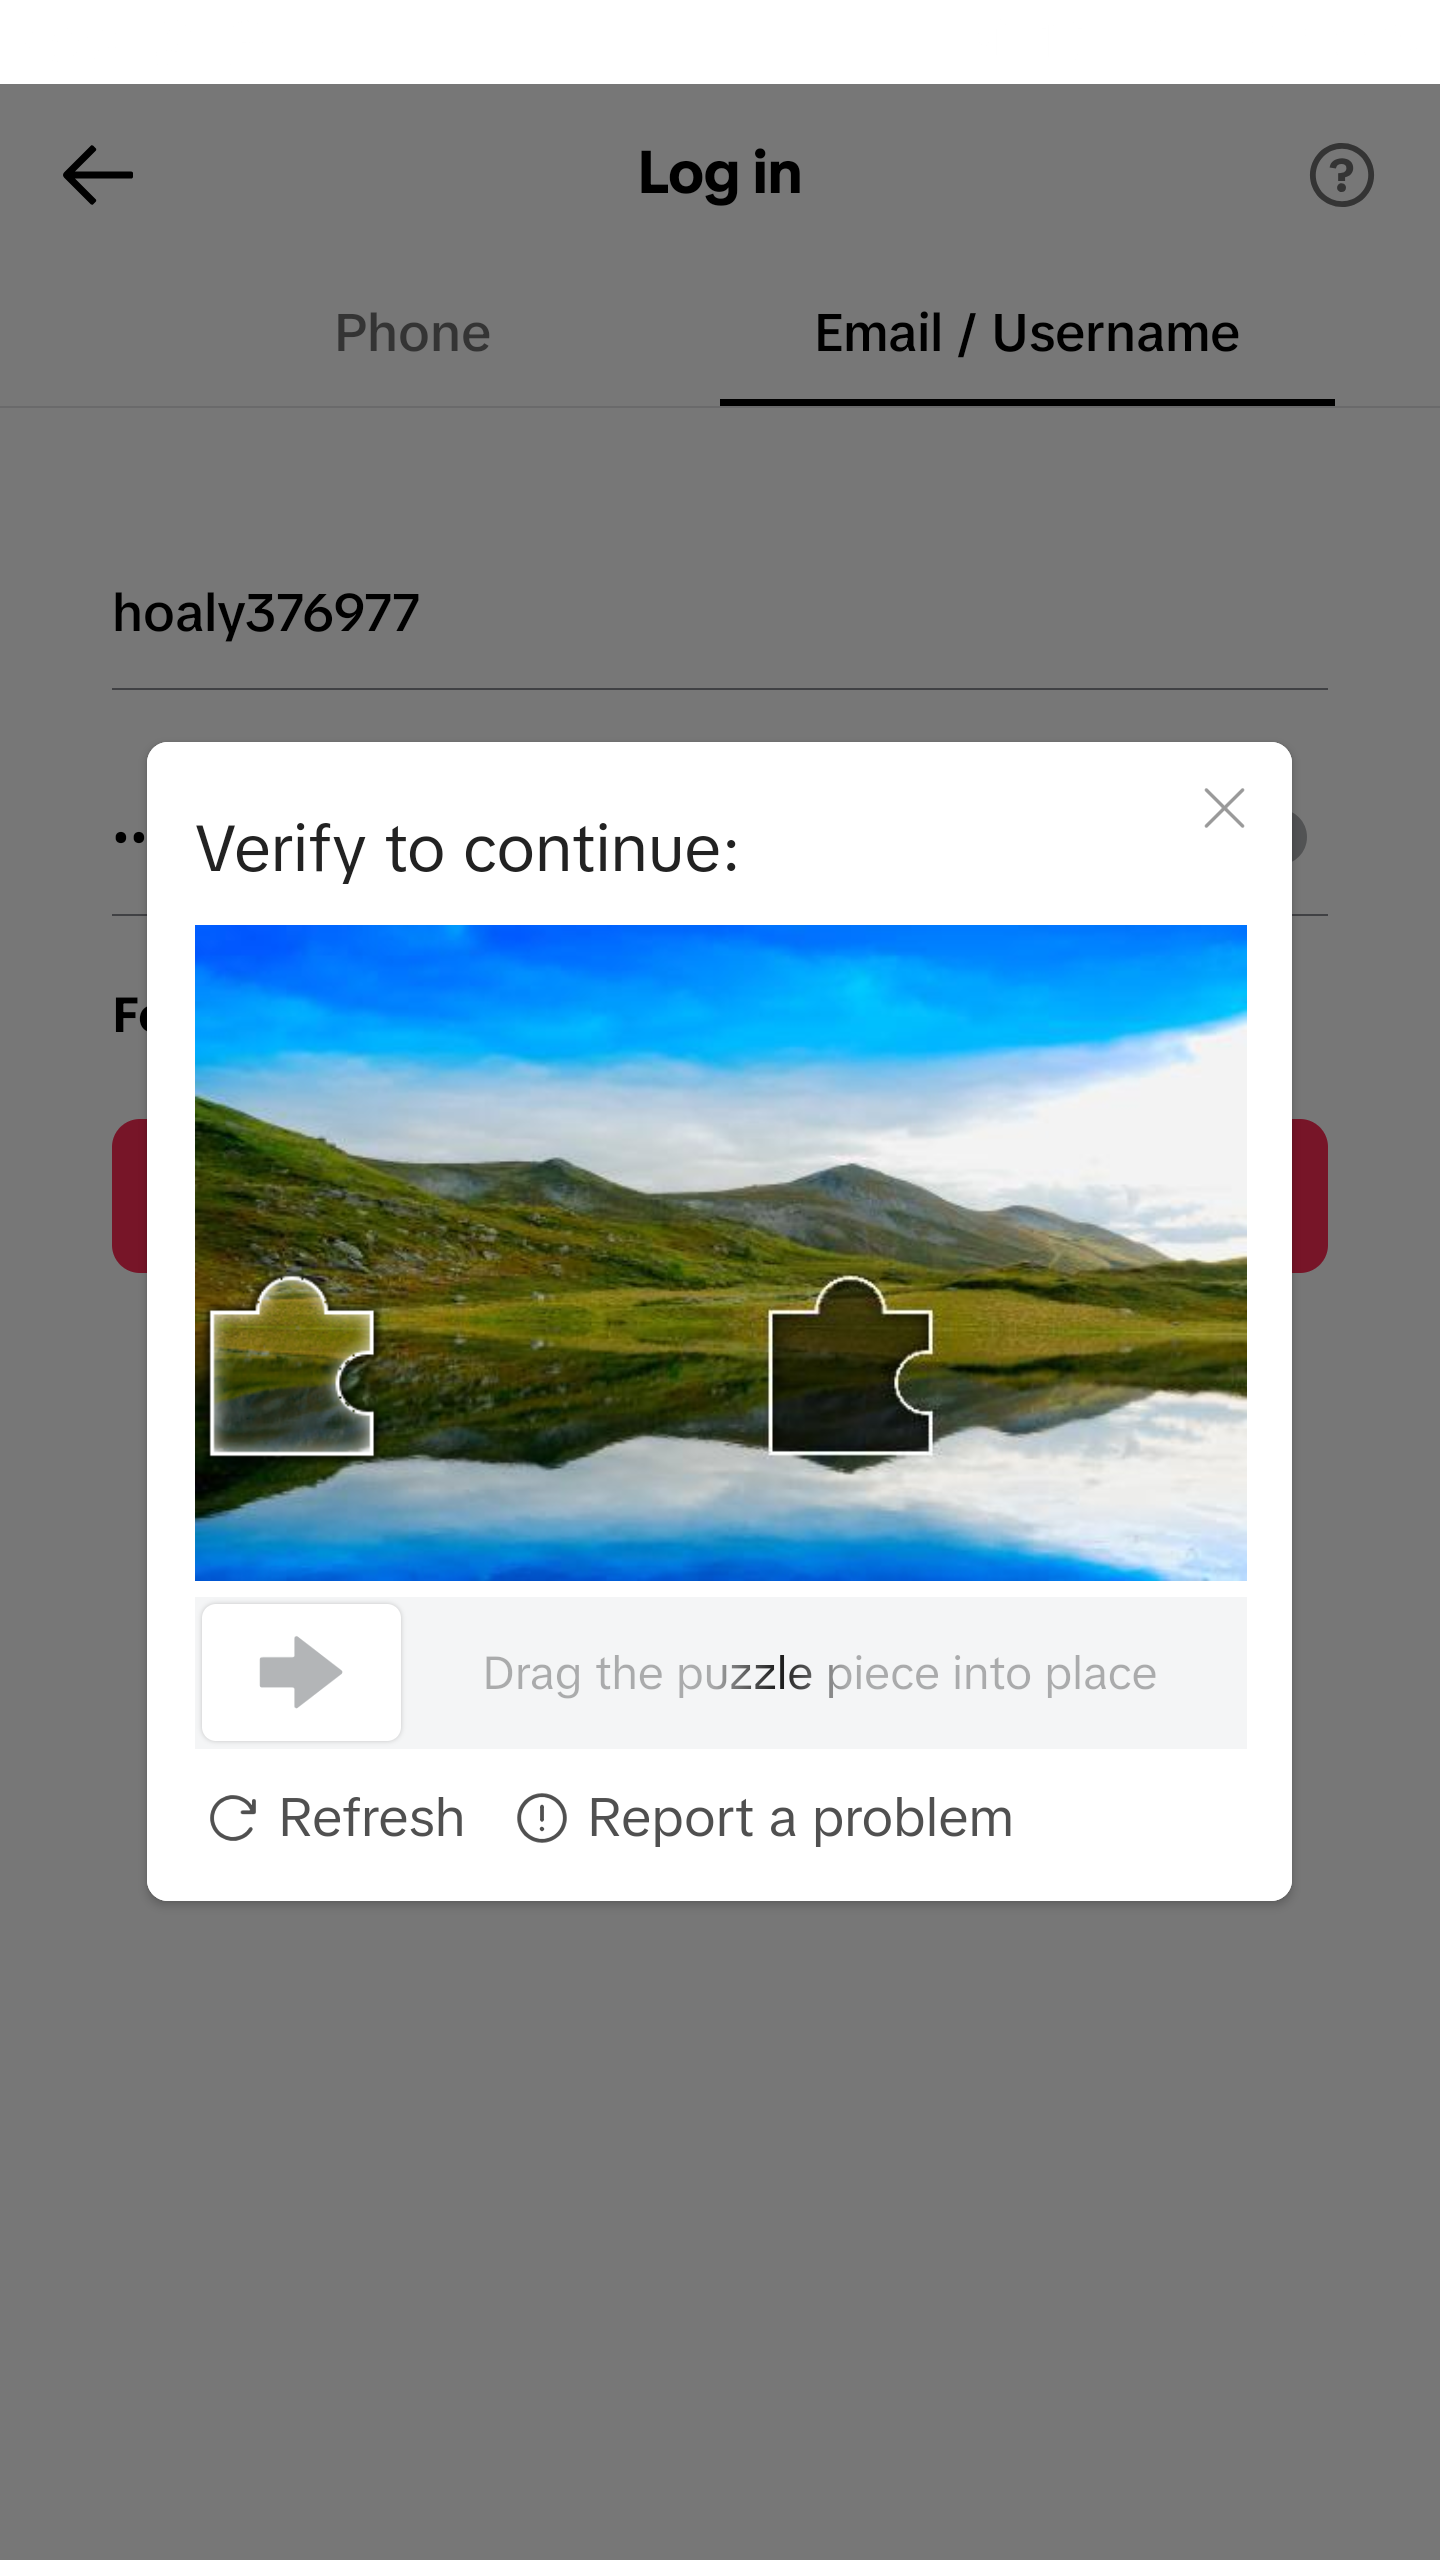 Log in
Phone
Email / Username
hoaly376977
Verify to continue:
Drag the puzzle piece into place
Refresh
Report a problem